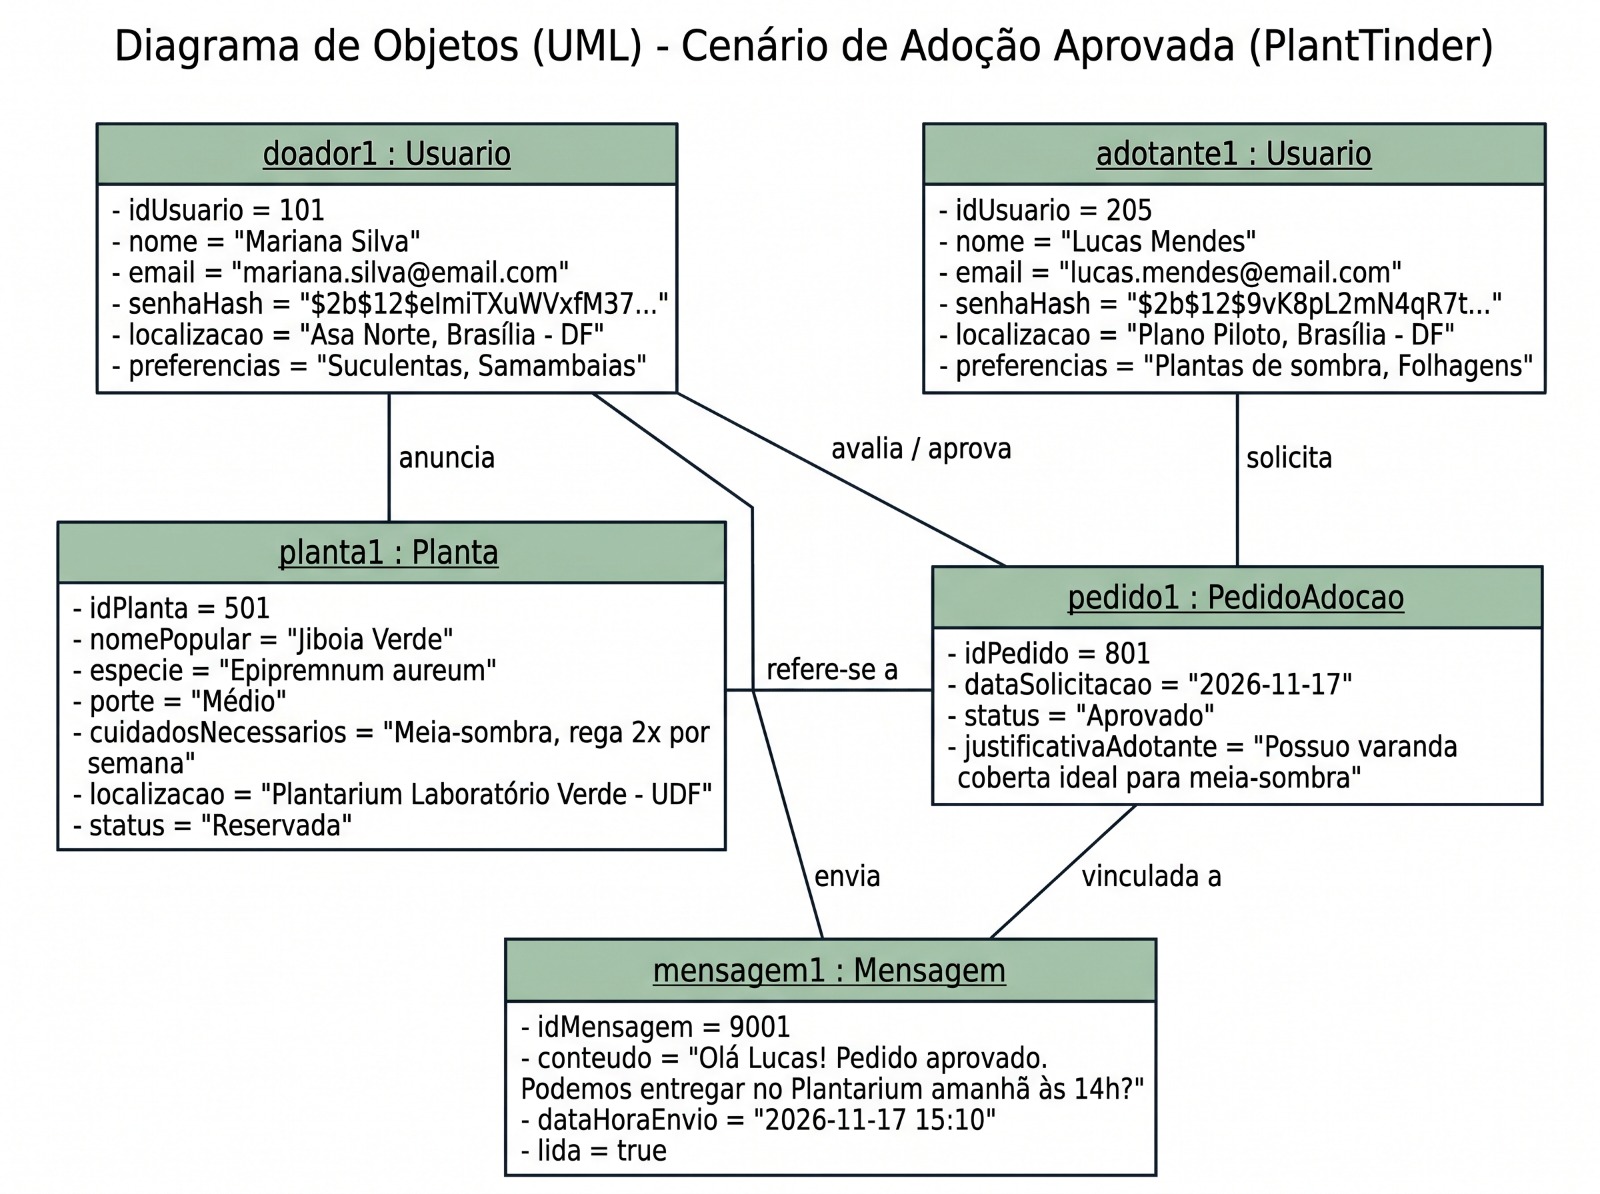 Diagrama de Objetos (UML) - Cenário de Adoção Aprovada (PlantTinder)
doador1 : Usuario
- idUsuario = 101
- nome = "Mariana Silva"
- email = "mariana.silva@email.com"
- senhaHash = "$2b$12$eImiTXuWVxfM37..."
- localizacao = "Asa Norte, Brasília - DF"
- preferencias = "Suculentas, Samambaias"
adotante1 : Usuario
- idUsuario = 205
- nome = "Lucas Mendes"
- email = "lucas.mendes@email.com"
- senhaHash = "$2b$12$9vK8pL2mN4qR7t..."
- localizacao = "Plano Piloto, Brasília - DF"
- preferencias = "Plantas de sombra, Folhagens"
anuncia
avalia / aprova
solicita
planta1 : Planta
- idPlanta = 501
- nomePopular = "Jiboia Verde"
- especie = "Epipremnum aureum"
- porte = "Médio"
- cuidadosNecessarios = "Meia-sombra, rega 2x por
semana"
- localizacao = "Plantarium Laboratório Verde - UDF"
- status = "Reservada"
refere-se a
pedido1 : PedidoAdocao
- idPedido = 801
- dataSolicitacao = "2026-11-17"
- status = "Aprovado"
- justificativaAdotante = "Possuo varanda
coberta ideal para meia-sombra"
envia
vinculada a
mensagem1 : Mensagem
- idMensagem = 9001
- conteudo = "Olá Lucas! Pedido aprovado.
Podemos entregar no Plantarium amanhã às 14h?"
- dataHoraEnvio = "2026-11-17 15:10"
- lida = true